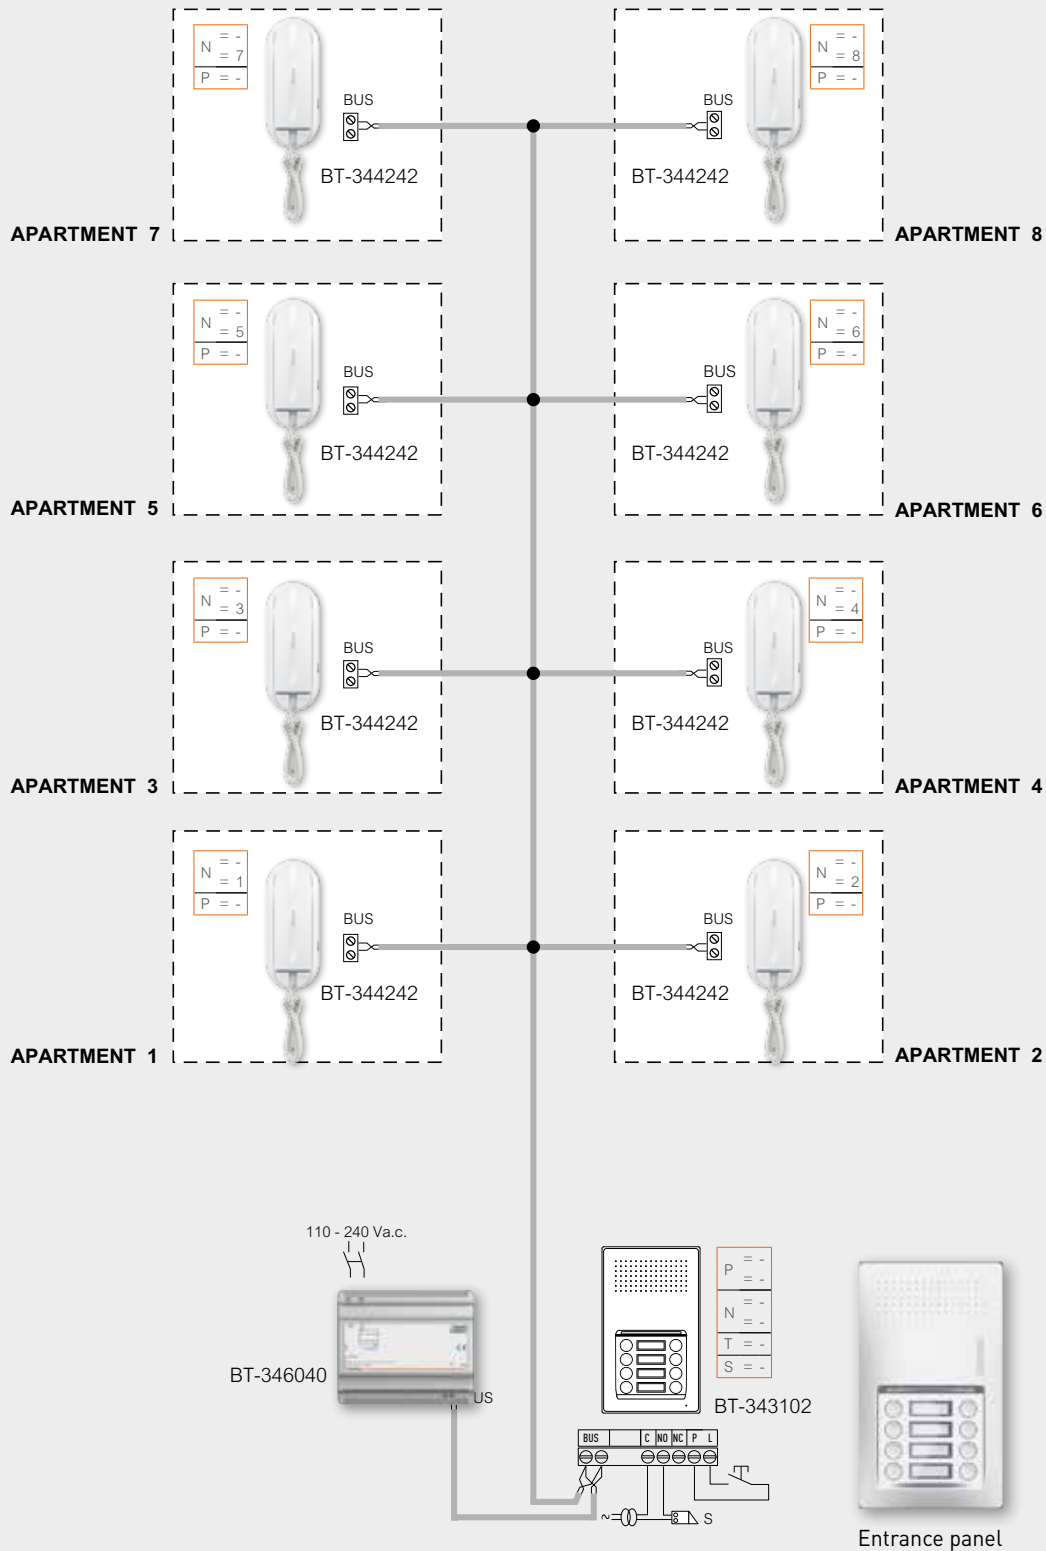 N = -
= 7
P = -
BUS
BT-344242
APARTMENT 7
N = -
= 8
P = -
BUS
BT-344242
APARTMENT 8
N = -
= 5
P = -
BUS
BT-344242
APARTMENT 5
N = -
= 6
P = -
BUS
BT-344242
APARTMENT 6
N = -
= 3
P = -
BUS
BT-344242
APARTMENT 3
N = -
= 4
P = -
BUS
BT-344242
APARTMENT 4
N = -
= 1
P = -
BUS
BT-344242
APARTMENT 1
N = -
= 2
P = -
BUS
BT-344242
APARTMENT 2
110 - 240 Va.c.
BT-346040
US
P = -
= -
N = -
= -
T = -
S = -
BT-343102
BUS C NO NC P L
~
S
Entrance panel